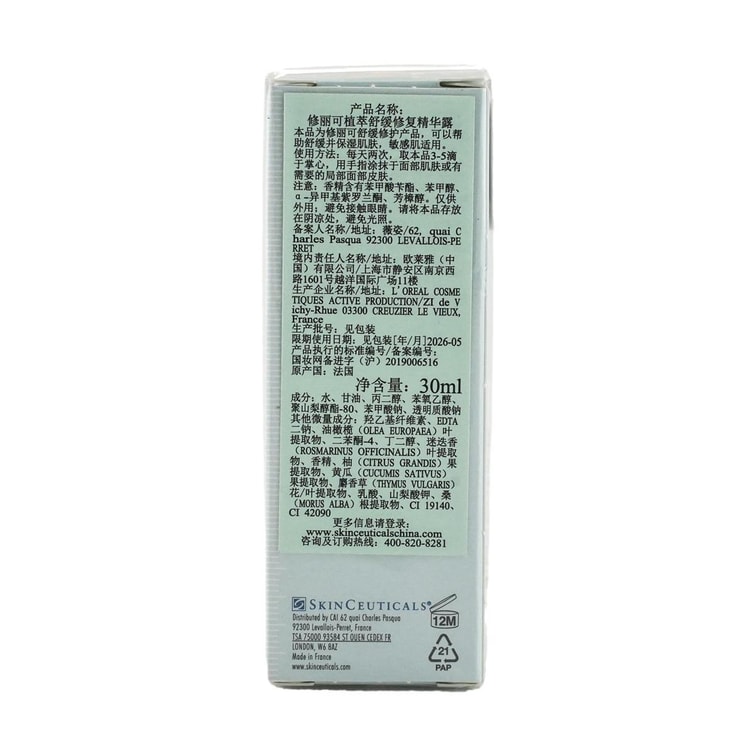 产品名称：
修丽可植萃舒缓修复精华露
本品为修丽可舒缓修护产品，可以帮
助舒缓并保湿肌肤，敏感肌适用。
使用方法：每天两次，取本品3-5滴
于掌心，用手指涂抹于面部肌肤或有
需要的局部面部皮肤。
注意：香精含有苯甲酸苄酯、苯甲醇、
α-异甲基紫罗兰酮、芳樟醇。仅供
外用；避免接触眼睛。请将本品存放
在阴凉处，避免光照。
备案人名称/地址：薇姿/62, quai C
harles Pasqua 92300 LEVALLOIS-PE
RRET
境内责任人名称/地址：欧莱雅（中
国）有限公司/上海市静安区南京西
路1601号越洋国际广场11楼
生产企业名称/地址：L'OREAL COSME
TIQUES ACTIVE PRODUCTION/ZI de V
ichy-Rhue 03300 CREUZIER LE VIEUX,
France
生产批号：见包装
限期使用日期：见包装[年/月]2026-05
产品执行的标准编号/备案编号：
国妆网备进字（沪）2019006516
原产国：法国
净含量：30ml
成分：水、甘油、丙二醇、苯氧乙醇、
聚山梨醇酯-80、苯甲酸钠、透明质酸钠
其他微量成分：羟乙基纤维素、EDTA
二钠、油橄榄（OLEA EUROPAEA）叶
提取物、二苯酮-4、丁二醇、迷迭香
（ROSMARINUS OFFICINALIS）叶提取
物、香精、柚（CITRUS GRANDIS）果
提取物、黄瓜（CUCUMIS SATIVUS）
果提取物、麝香草（THYMUS VULGARIS）
花/叶提取物、乳酸、山梨酸钾、桑
（MORUS ALBA）根提取物、CI 19140、
CI 42090
更多信息请登录：
www.skinceuticalschina.com
咨询及订购热线：400-820-8281
SKINCEUTICALS®
Distributed by CAI 62 quai Charles Pasqua
92300 Levallois-Perret, France
TSA 75000 93584 ST OUEN CEDEX FR
LONDON, W6 8AZ
Made in France
www.skinceuticals.com
12M
21
PAP